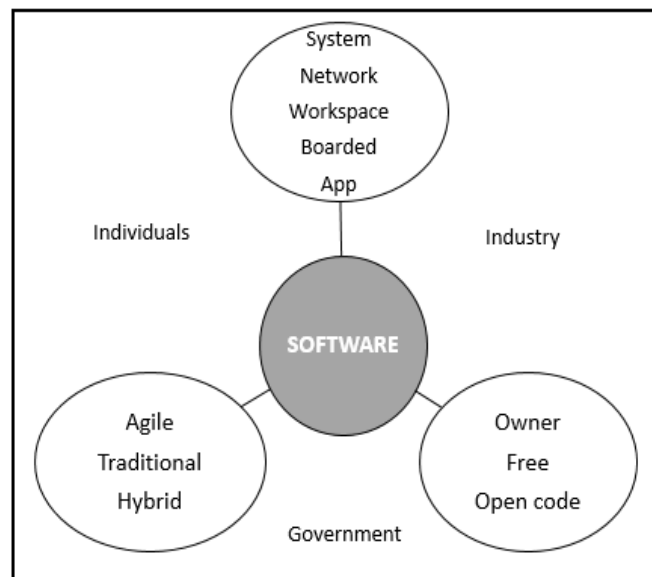 System
Network
Workspace
Boarded
App
Individuals
Industry
SOFTWARE
Agile
Traditional
Hybrid
Owner
Free
Open code
Government